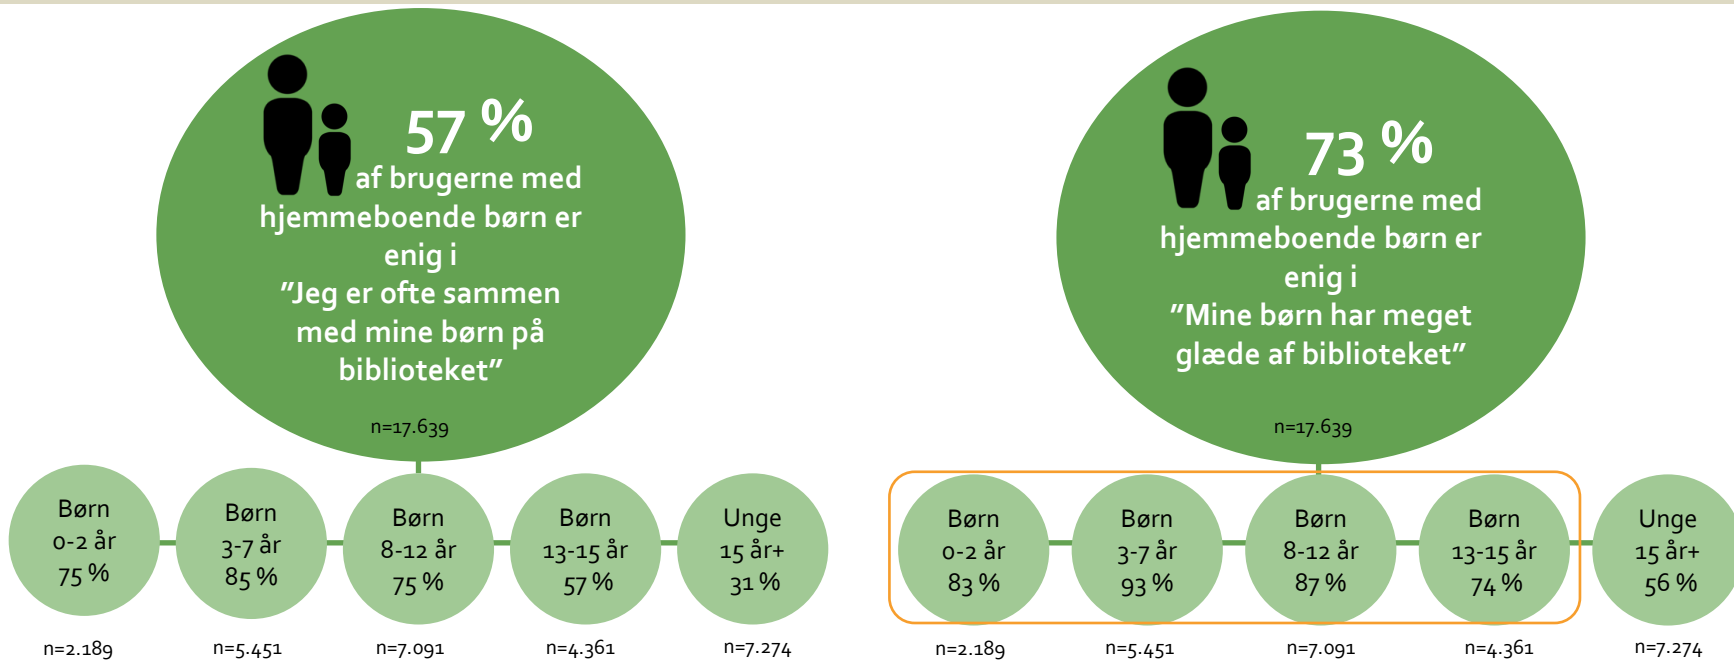 57 %
af brugerne med
hjemmeboende børn er
enig i
”Jeg er ofte sammen
med mine børn på
biblioteket”
n=17.639
Børn
0-2 år
75 %
n=2.189
Børn
3-7 år
85 %
n=5.451
Børn
8-12 år
75 %
n=7.091
Børn
13-15 år
57 %
n=4.361
Unge
15 år+
31 %
n=7.274
73 %
af brugerne med
hjemmeboende børn er
enig i
”Mine børn har meget
glæde af biblioteket”
n=17.639
Børn
0-2 år
83 %
n=2.189
Børn
3-7 år
93 %
n=5.451
Børn
8-12 år
87 %
n=7.091
Børn
13-15 år
74 %
n=4.361
Unge
15 år+
56 %
n=7.274